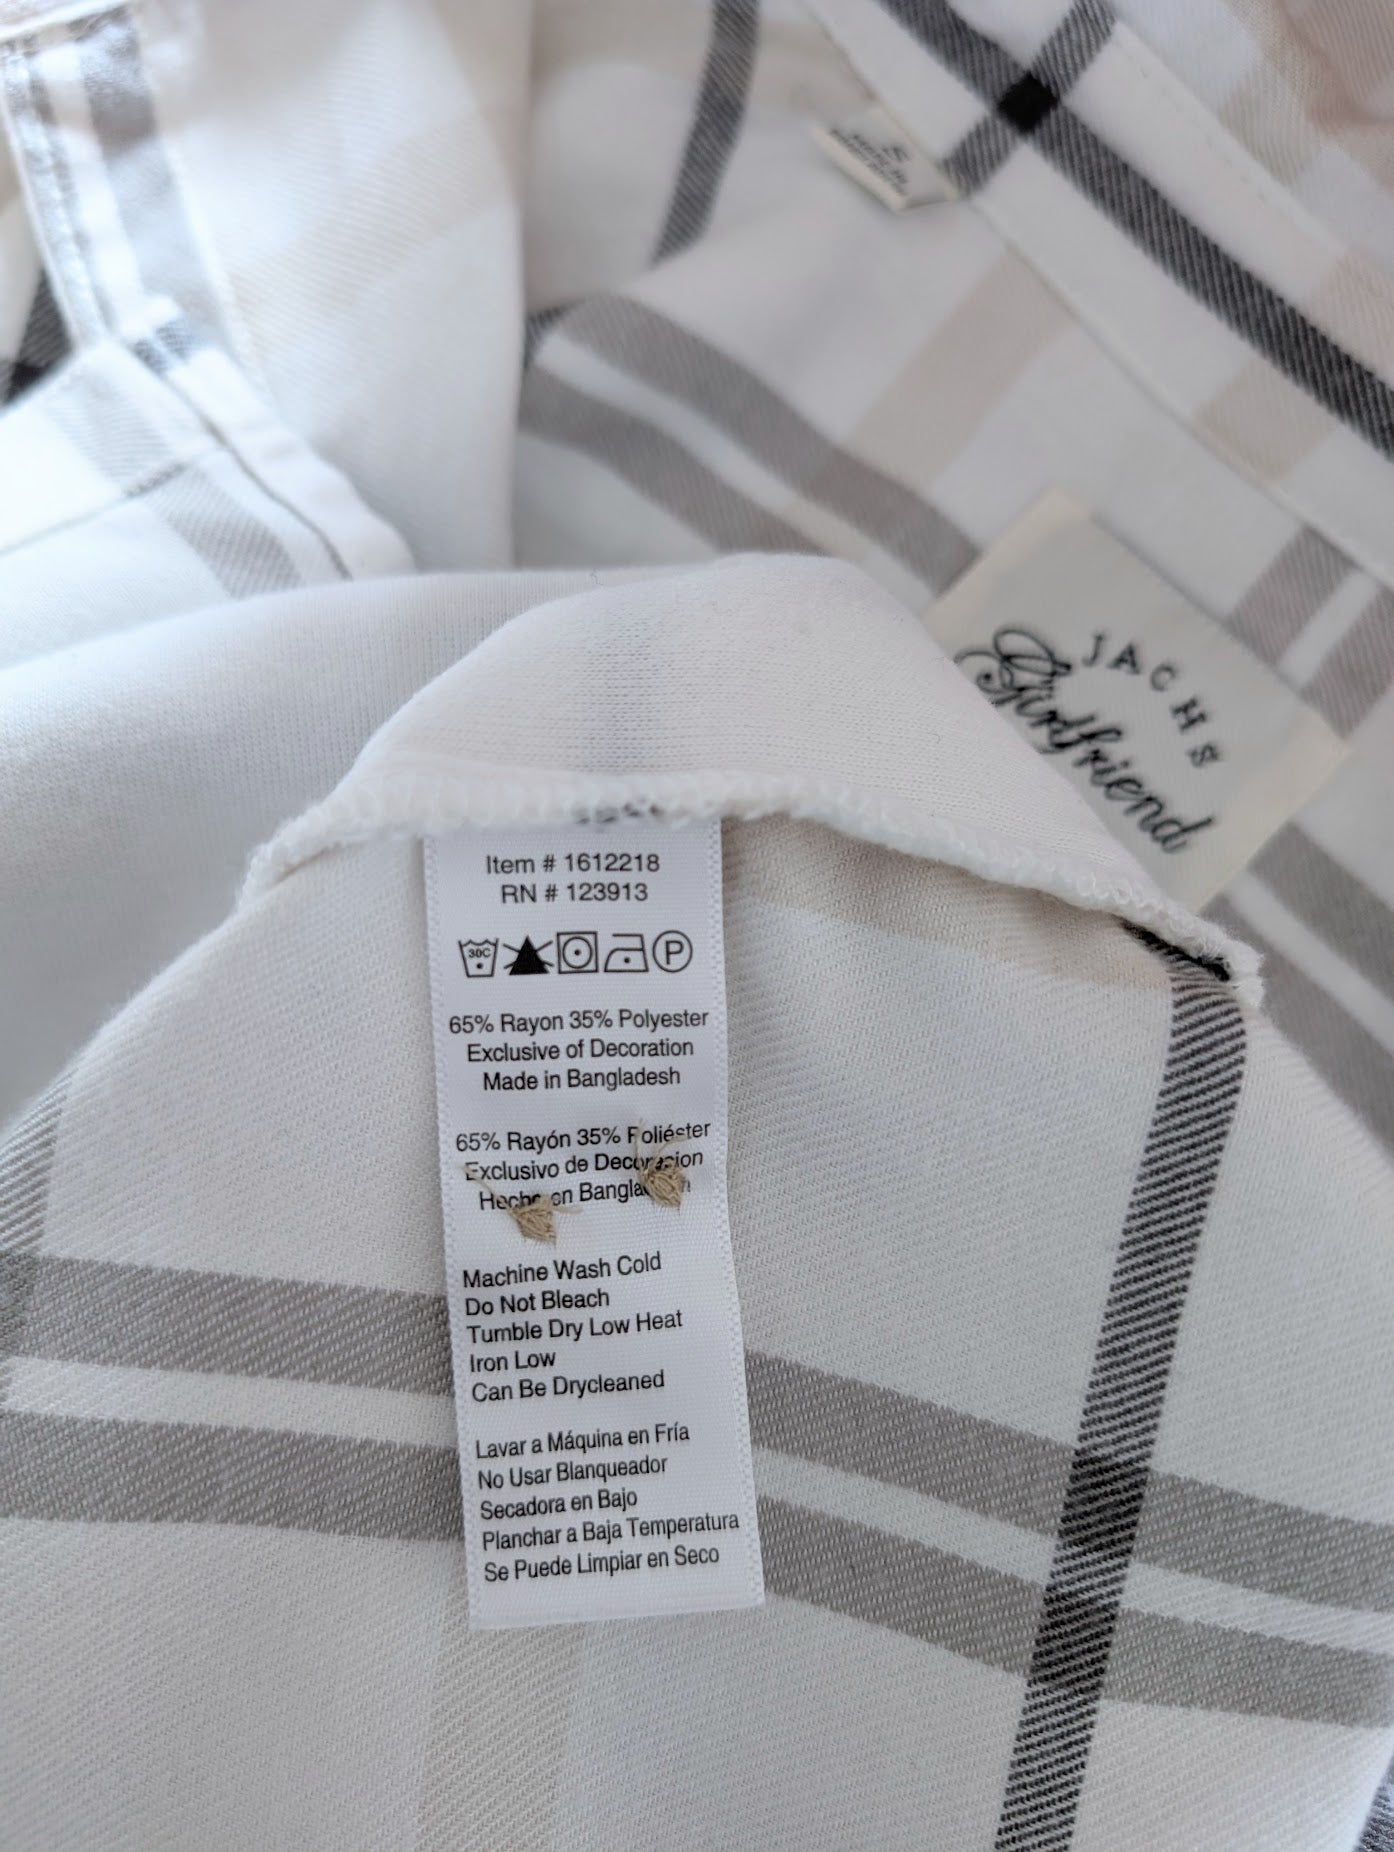 S
JACHS
Girlfriend
Item # 1612218
RN # 123913
30C
P
65% Rayon 35% Polyester
Exclusive of Decoration
Made in Bangladesh
65% Rayón 35% Poliéster
Exclusivo de Decoracion
Hecho en Bangladesh
Machine Wash Cold
Do Not Bleach
Tumble Dry Low Heat
Iron Low
Can Be Drycleaned
Lavar a Máquina en Fría
No Usar Blanqueador
Secadora en Bajo
Planchar a Baja Temperatura
Se Puede Limpiar en Seco